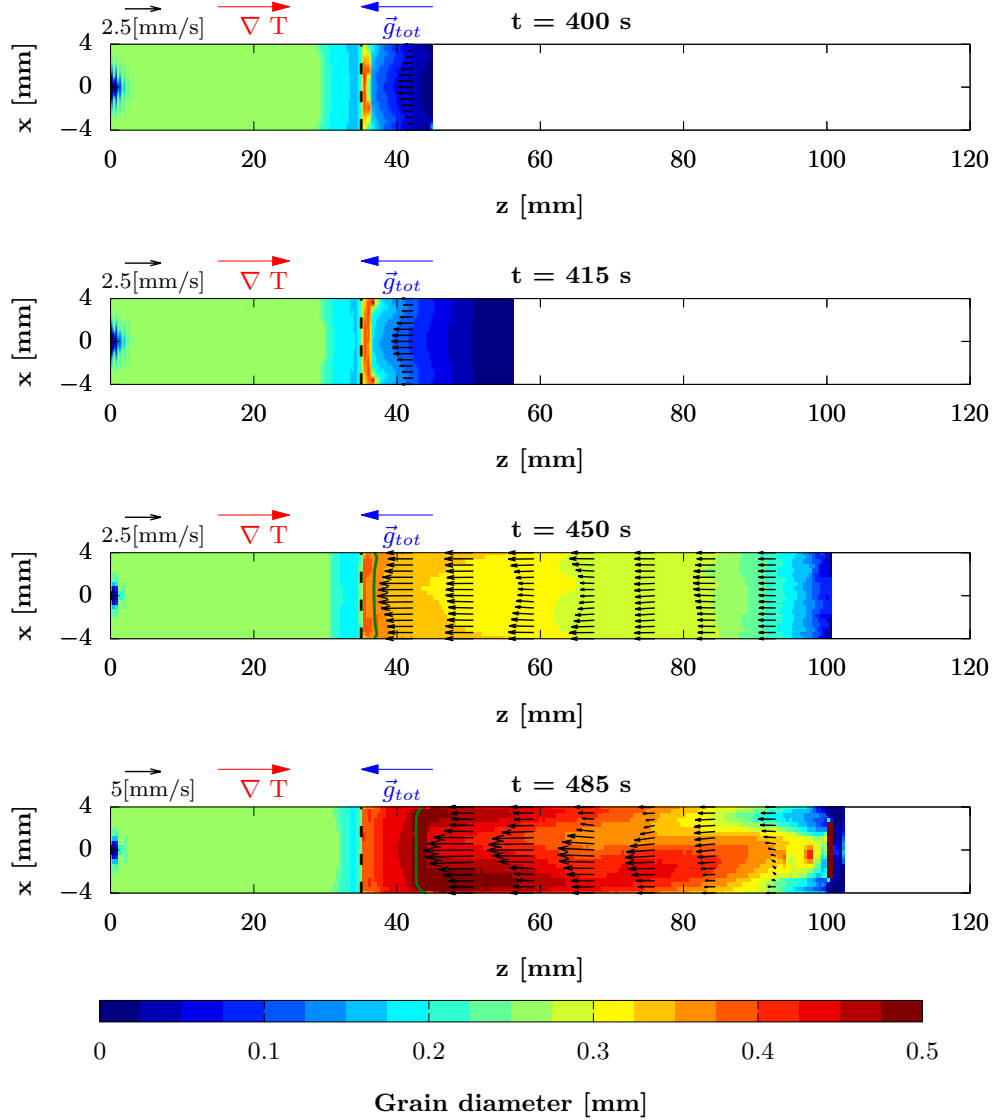 2.5[mm/s] ∇ T g⃗tot t = 400 s
x [mm]
4
0
−4
0 20 40 60 80 100 120
z [mm]
2.5[mm/s] ∇ T g⃗tot t = 415 s
x [mm]
4
0
−4
0 20 40 60 80 100 120
z [mm]
2.5[mm/s] ∇ T g⃗tot t = 450 s
x [mm]
4
0
−4
0 20 40 60 80 100 120
z [mm]
5[mm/s] ∇ T g⃗tot t = 485 s
x [mm]
4
0
−4
0 20 40 60 80 100 120
z [mm]
0 0.1 0.2 0.3 0.4 0.5
Grain diameter [mm]